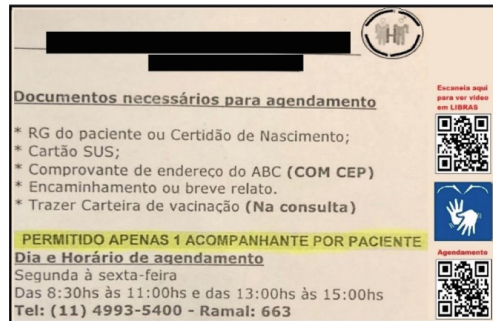 Documentos necessários para agendamento
* RG do paciente ou Certidão de Nascimento;
* Cartão SUS;
* Comprovante de endereço do ABC (COM CEP)
* Encaminhamento ou breve relato.
* Trazer Carteira de vacinação (Na consulta)
PERMITIDO APENAS 1 ACOMPANHANTE POR PACIENTE
Dia e Horário de agendamento
Segunda à sexta-feira
Das 8:30hs às 11:00hs e das 13:00hs às 15:00hs
Tel: (11) 4993-5400 - Ramal: 663
Escaneia aqui
para ver vídeo
em LIBRAS
Agendamento